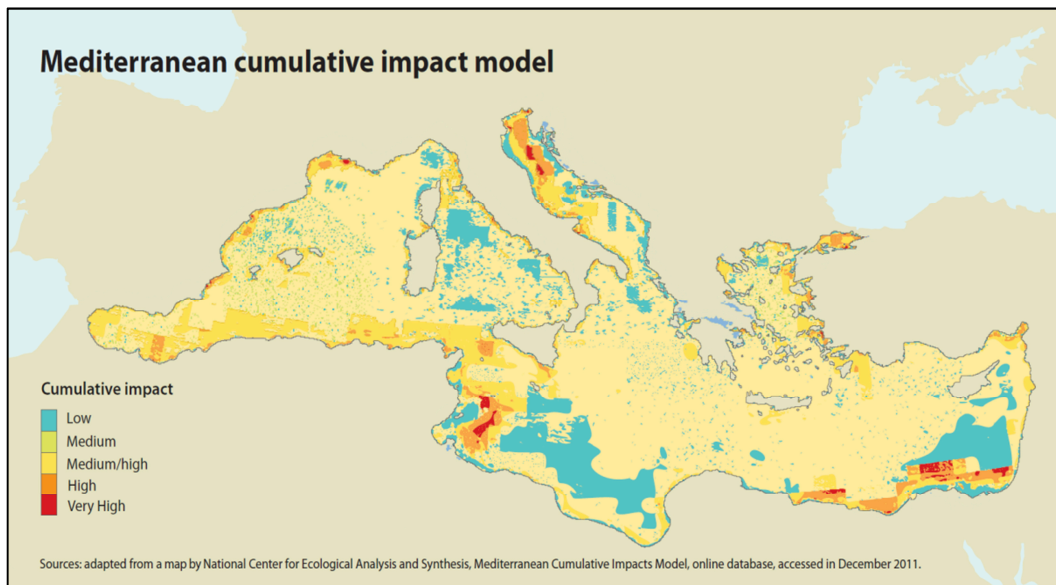 Mediterranean cumulative impact model
Cumulative impact
Low
Medium
Medium/high
High
Very High
Sources: adapted from a map by National Center for Ecological Analysis and Synthesis, Mediterranean Cumulative Impacts Model, online database, accessed in December 2011.